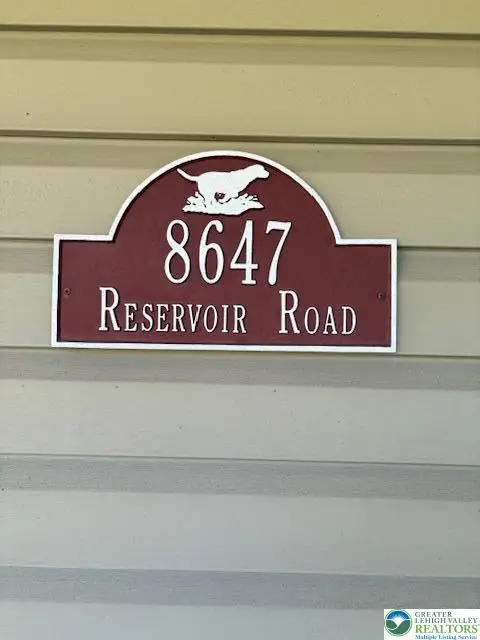 8647
RESERVOIR ROAD
GREATER
LEHIGH VALLEY
REALTORS
Multiple Listing Service